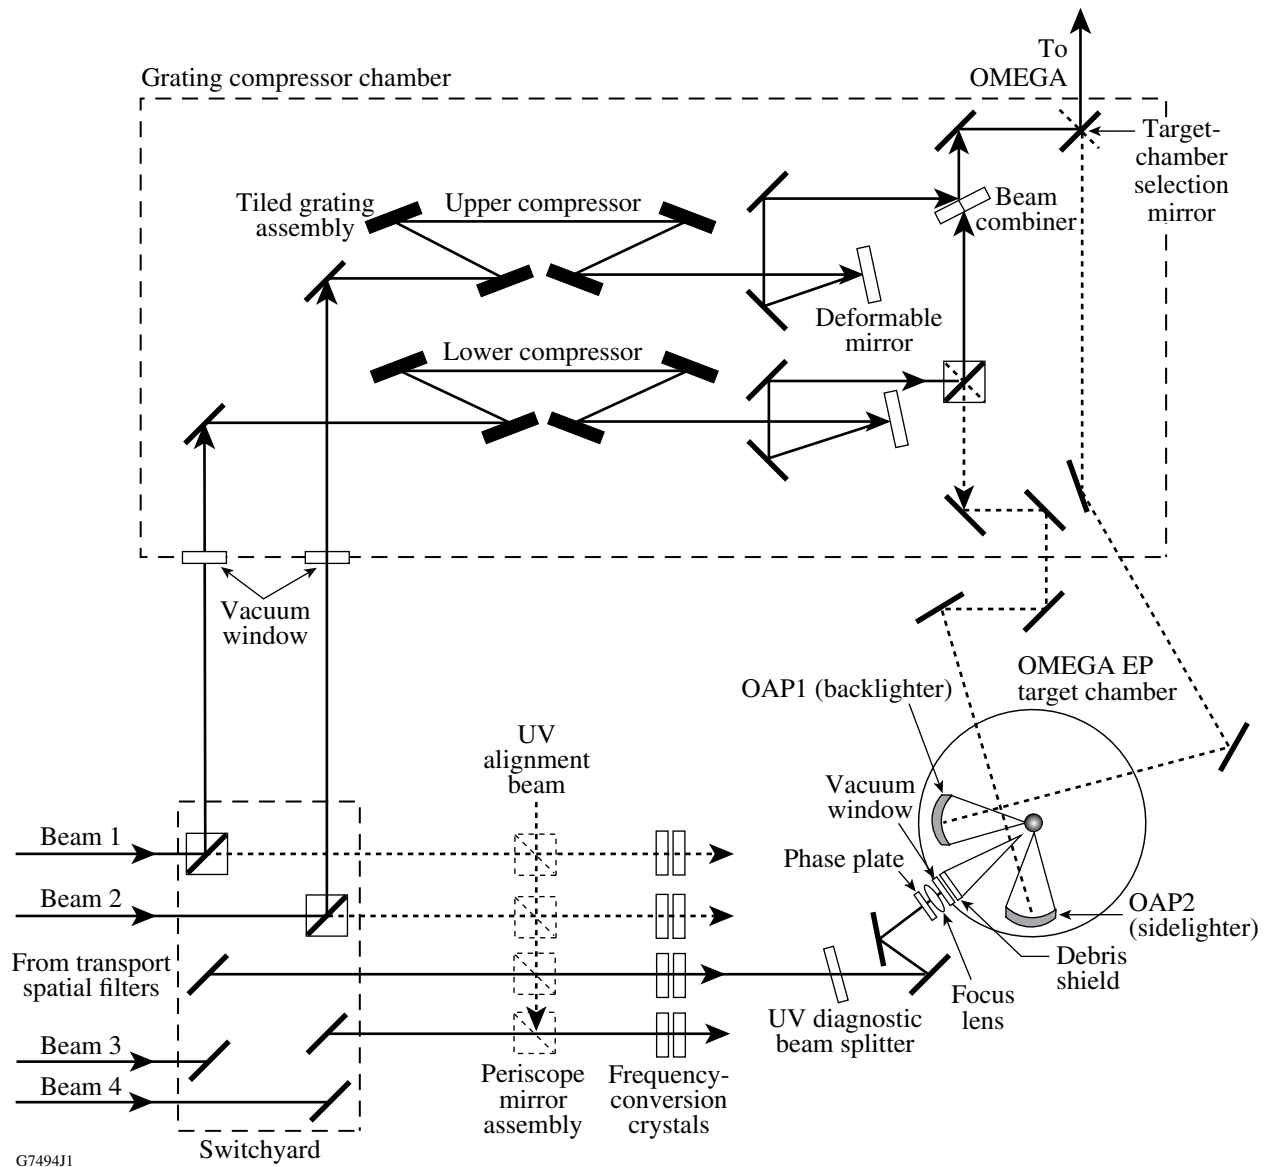 To
OMEGA
Grating compressor chamber
Target-
chamber
selection
mirror
Tiled grating
assembly
Upper compressor
Beam
combiner
Deformable
mirror
Lower compressor
Vacuum
window
OMEGA EP
target chamber
OAP1 (backlighter)
UV
alignment
beam
Vacuum
window
Beam 1
Phase plate
Beam 2
OAP2
(sidelighter)
From transport
spatial filters
Debris
shield
Focus
lens
UV diagnostic
beam splitter
Beam 3
Periscope
mirror
assembly
Frequency-
conversion
crystals
Beam 4
Switchyard
G7494J1